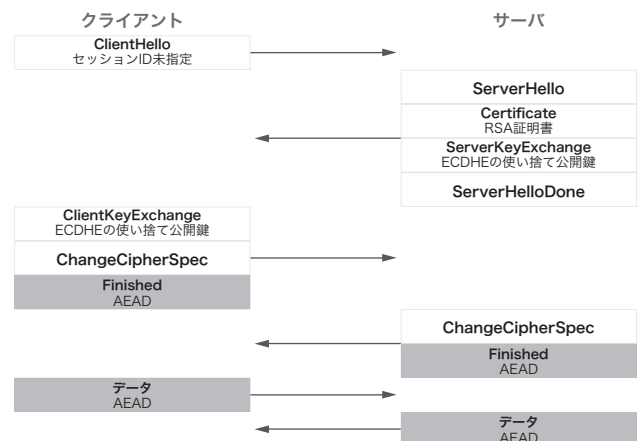 クライアント
サーバ
ClientHello
セッションID未指定
ServerHello
Certificate
RSA証明書
ServerKeyExchange
ECDHEの使い捨て公開鍵
ServerHelloDone
ClientKeyExchange
ECDHEの使い捨て公開鍵
ChangeCipherSpec
Finished
AEAD
ChangeCipherSpec
Finished
AEAD
データ
AEAD
データ
AEAD